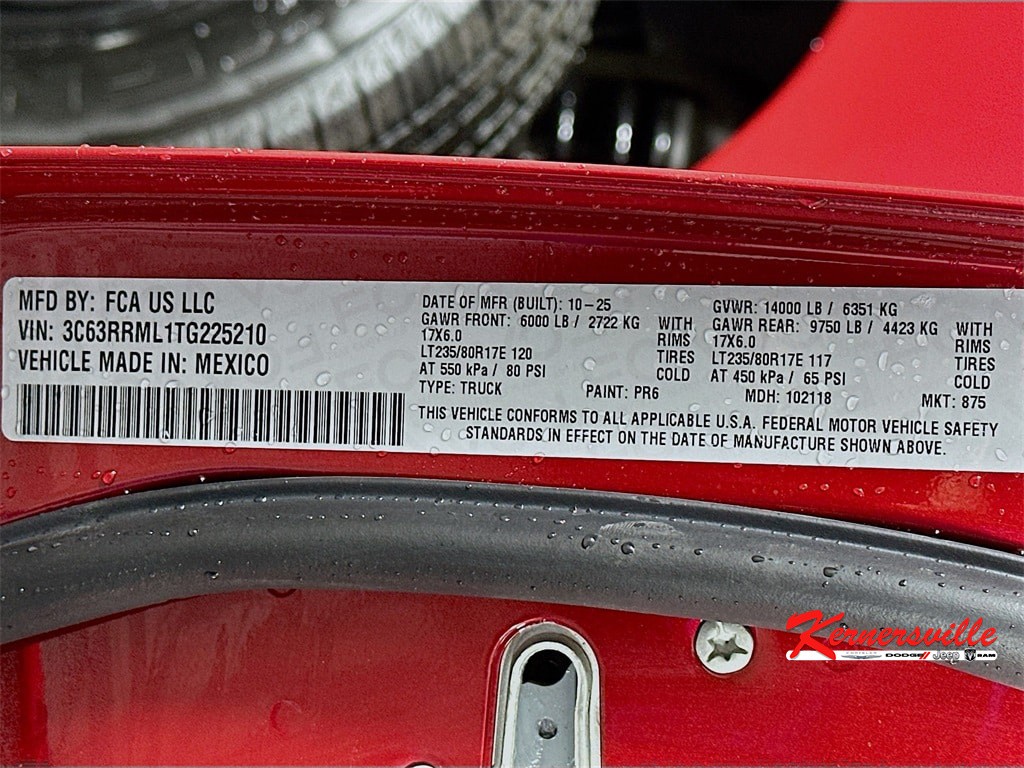 MFD BY: FCA US LLC
VIN: 3C63RRML1TG225210
VEHICLE MADE IN: MEXICO
DATE OF MFR (BUILT): 10-25
GAWR FRONT: 6000 LB / 2722 KG
17X6.0
LT235/80R17E 120
AT 550 kPa / 80 PSI
WITH
RIMS
TIRES
COLD
TYPE: TRUCK
PAINT: PR6
GVWR: 14000 LB / 6351 KG
GAWR REAR: 9750 LB / 4423 KG
17X6.0
LT235/80R17E 117
AT 450 kPa / 65 PSI
WITH
RIMS
TIRES
COLD
MDH: 102118
MKT: 875
THIS VEHICLE CONFORMS TO ALL APPLICABLE U.S.A. FEDERAL MOTOR VEHICLE SAFETY
STANDARDS IN EFFECT ON THE DATE OF MANUFACTURE SHOWN ABOVE.
Kernersville
CHRYSLER DODGE Jeep RAM